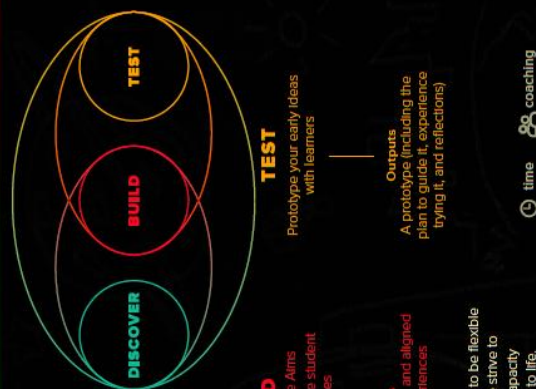 DISCOVER
BUILD
TEST
D
e Aims
e student
es
and aligned
ences
TEST
Prototype your early ideas
with learners
Outputs
A prototype (including the
plan to guide it, experience
trying it, and reflections)
to be flexible
strive to
apacity
to life.
time
coaching